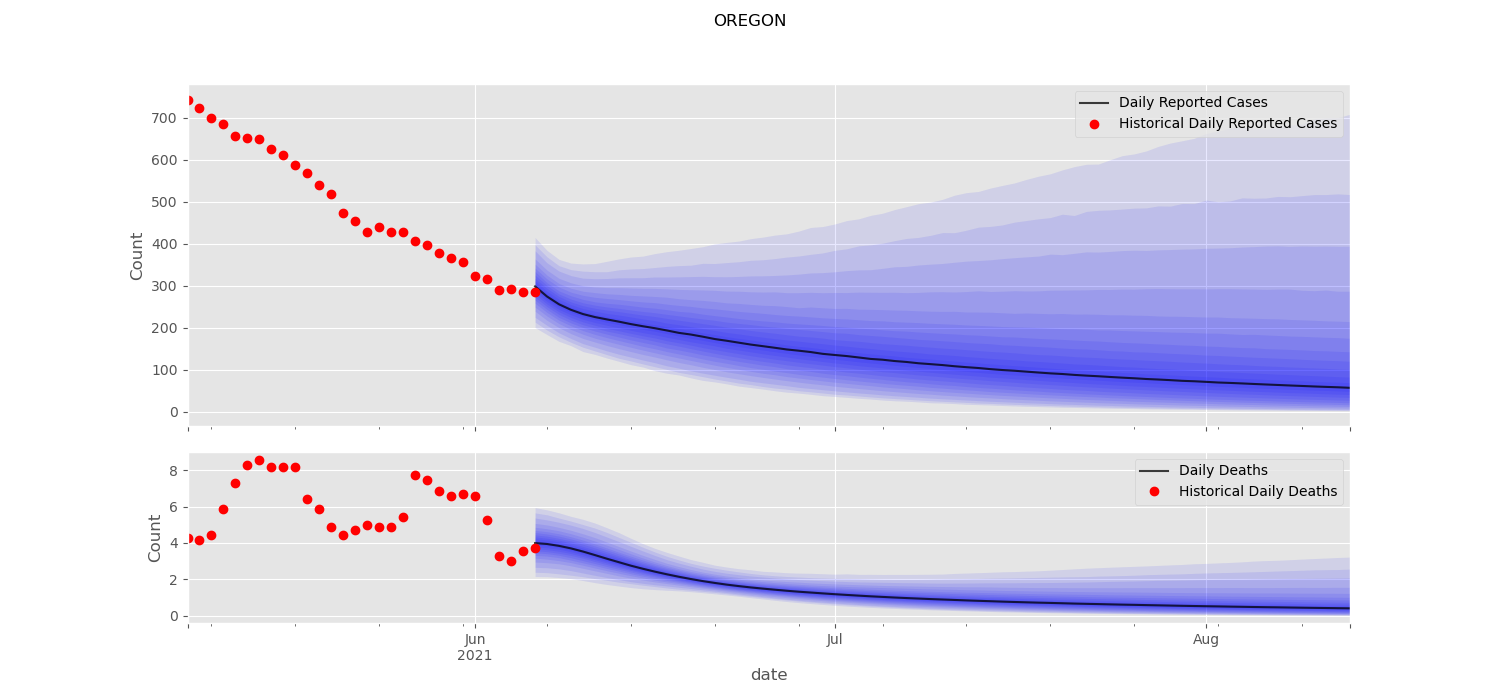 OREGON
Count
700
600
500
400
300
200
100
0
Daily Reported Cases
Historical Daily Reported Cases
Count
8
6
4
2
0
Daily Deaths
Historical Daily Deaths
Jun
2021
Jul
Aug
date